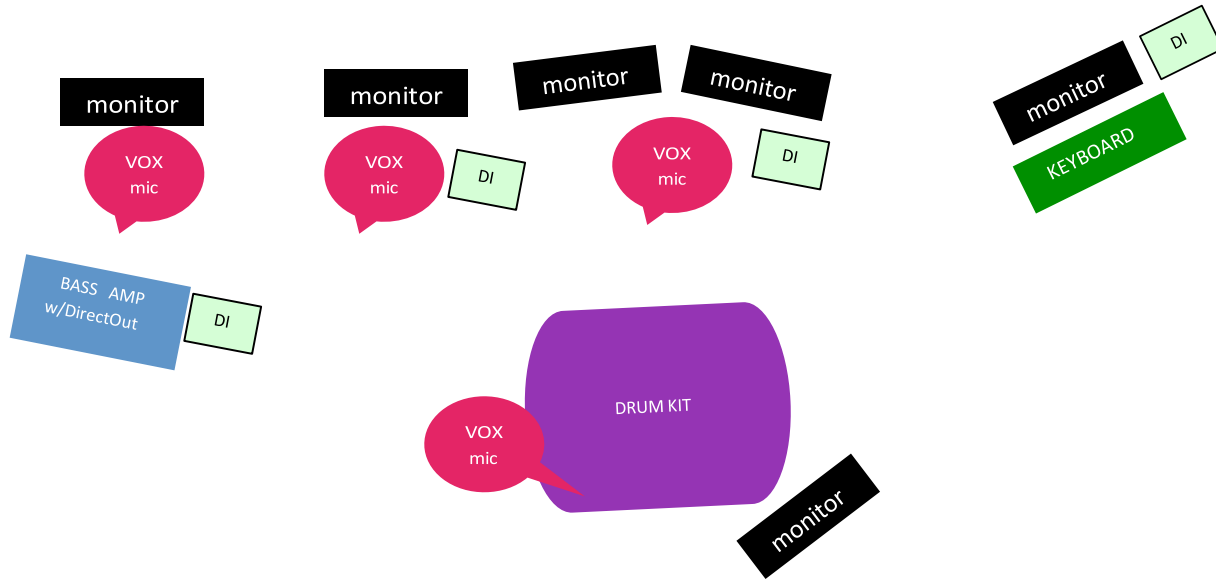 monitor
monitor
monitor
monitor
monitor
DI
KEYBOARD
VOX
mic
VOX
mic
DI
VOX
mic
DI
BASS AMP
w/DirectOut
DI
DRUM KIT
VOX
mic
monitor